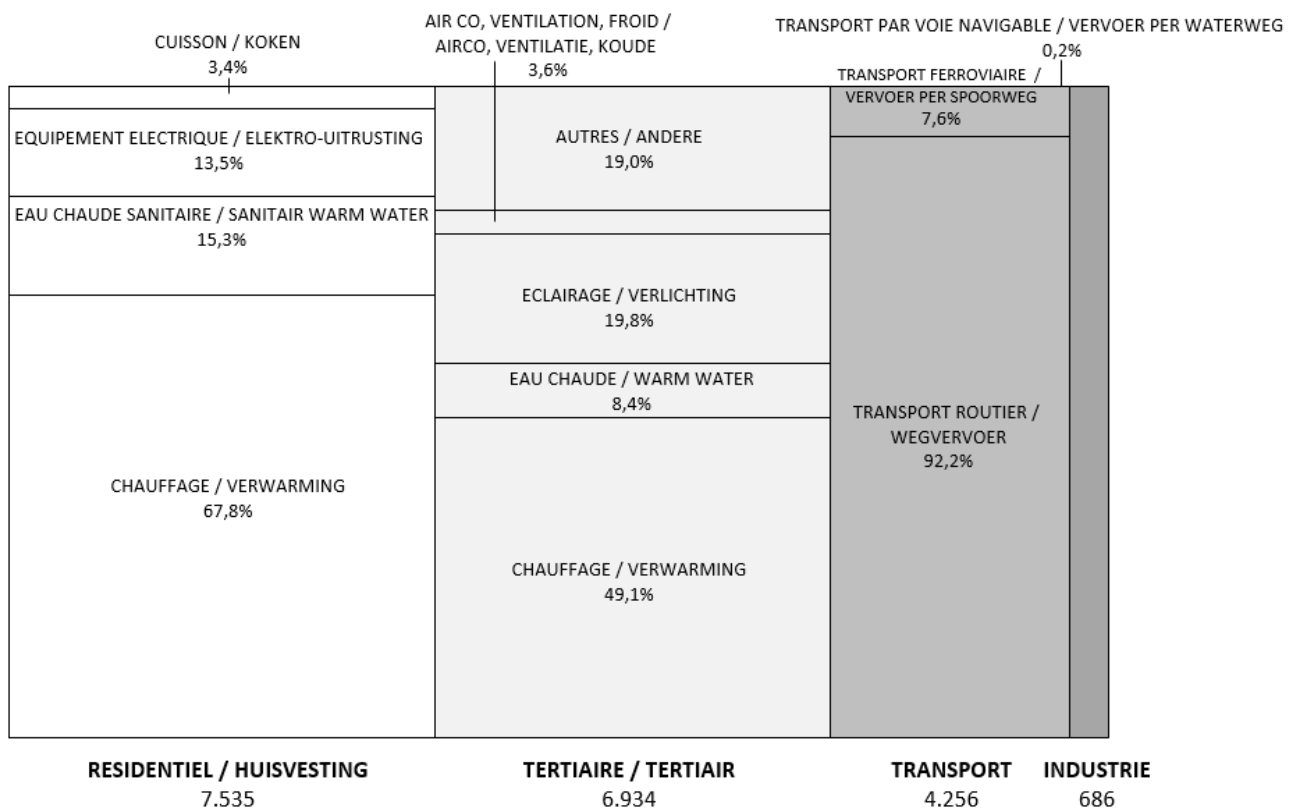 CUISSON / KOKEN
3,4%
EQUIPEMENT ELECTRIQUE / ELEKTRO-UITRUSTING
13,5%
EAU CHAUDE SANITAIRE / SANITAIR WARM WATER
15,3%
CHAUFFAGE / VERWARMING
67,8%
RESIDENTIEL / HUISVESTING
7.535
AIR CO, VENTILATION, FROID /
AIRCO, VENTILATIE, KOUDE
3,6%
AUTRES / ANDERE
19,0%
ECLAIRAGE / VERLICHTING
19,8%
EAU CHAUDE / WARM WATER
8,4%
CHAUFFAGE / VERWARMING
49,1%
TERTIAIRE / TERTIAIR
6.934
TRANSPORT PAR VOIE NAVIGABLE / VERVOER PER WATERWEG
0,2%
TRANSPORT FERROVIAIRE /
VERVOER PER SPOORWEG
7,6%
TRANSPORT ROUTIER /
WEGVERVOER
92,2%
TRANSPORT
4.256
INDUSTRIE
686